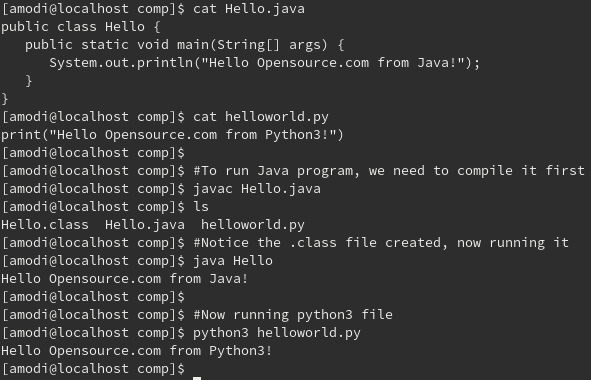 [amodi@localhost comp]$ cat Hello.java
public class Hello {
   public static void main(String[] args) {
      System.out.println("Hello Opensource.com from Java!");
   }
}
[amodi@localhost comp]$ cat helloworld.py
print("Hello Opensource.com from Python3!")
[amodi@localhost comp]$
[amodi@localhost comp]$ #To run Java program, we need to compile it first
[amodi@localhost comp]$ javac Hello.java
[amodi@localhost comp]$ ls
Hello.class  Hello.java  helloworld.py
[amodi@localhost comp]$ #Notice the .class file created, now running it
[amodi@localhost comp]$ java Hello
Hello Opensource.com from Java!
[amodi@localhost comp]$
[amodi@localhost comp]$ #Now running python3 file
[amodi@localhost comp]$ python3 helloworld.py
Hello Opensource.com from Python3!
[amodi@localhost comp]$